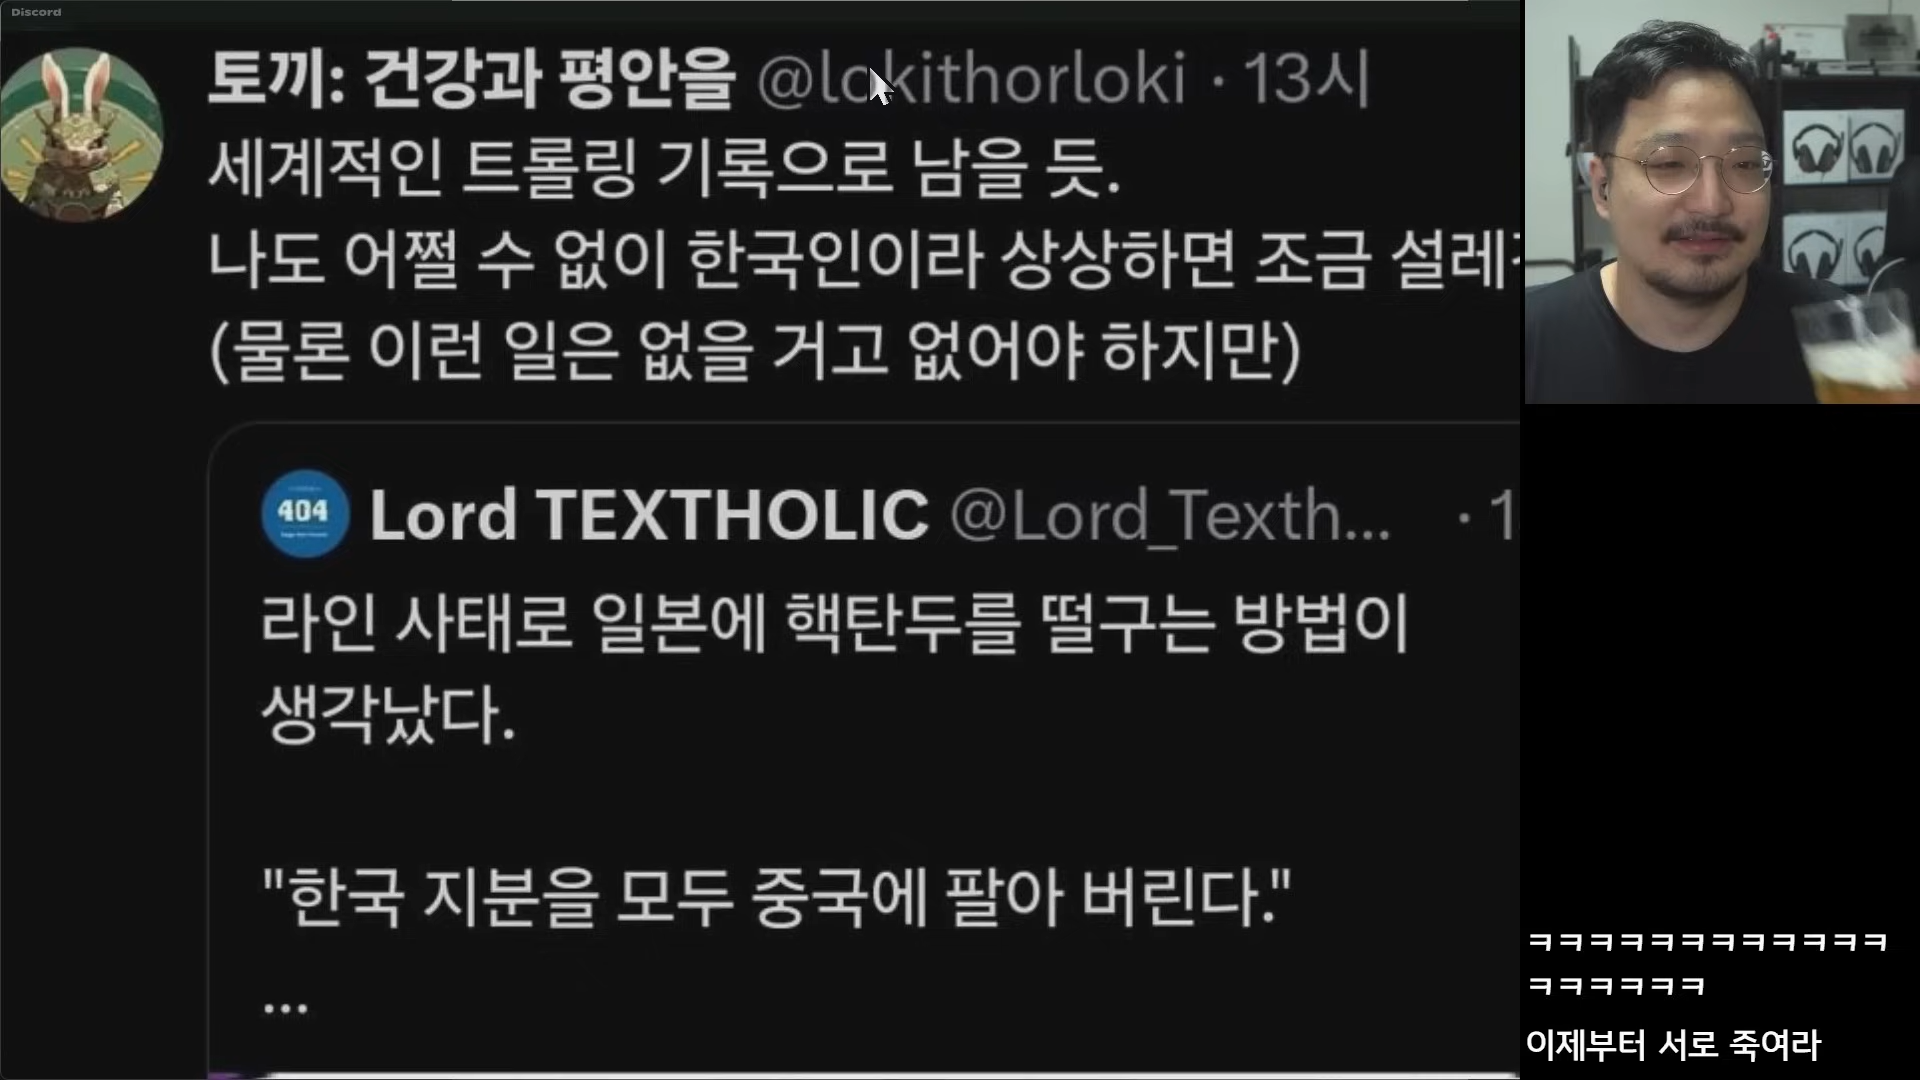 Discord
토끼: 건강과 평안을 @lokithorloki · 13시
세계적인 트롤링 기록으로 남을 듯.
나도 어쩔 수 없이 한국인이라 상상하면 조금 설레
(물론 이런 일은 없을 거고 없어야 하지만)
404
Lord TEXTHOLIC @Lord_Texth... · 1
라인 사태로 일본에 핵탄두를 떨구는 방법이
생각났다.
"한국 지분을 모두 중국에 팔아 버린다."
...
ㅋㅋㅋㅋㅋㅋㅋㅋㅋㅋㅋㅋ
ㅋㅋㅋㅋㅋㅋ
이제부터 서로 죽여라